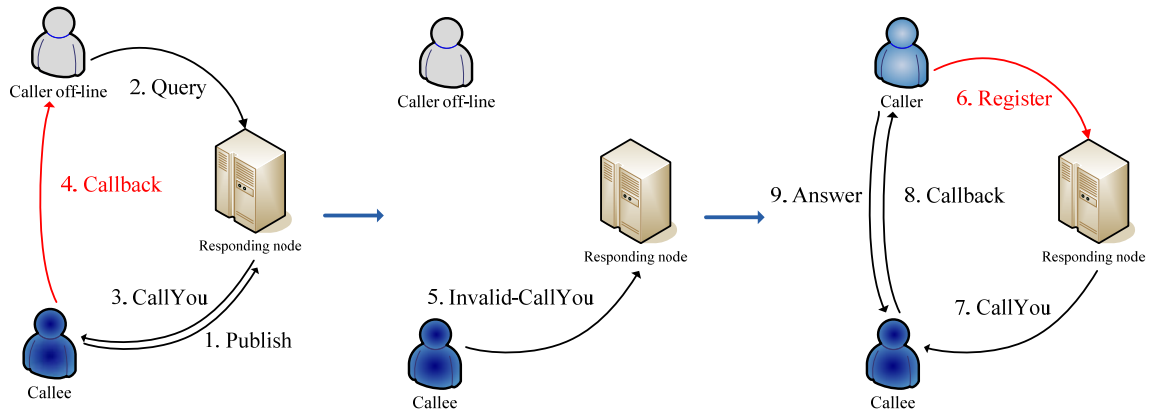 Caller off-line
2. Query
4. Callback
Responding node
3. CallYou
1. Publish
Callee
Caller off-line
Responding node
5. Invalid-CallYou
Callee
Caller
6. Register
9. Answer
8. Callback
Responding node
7. CallYou
Callee